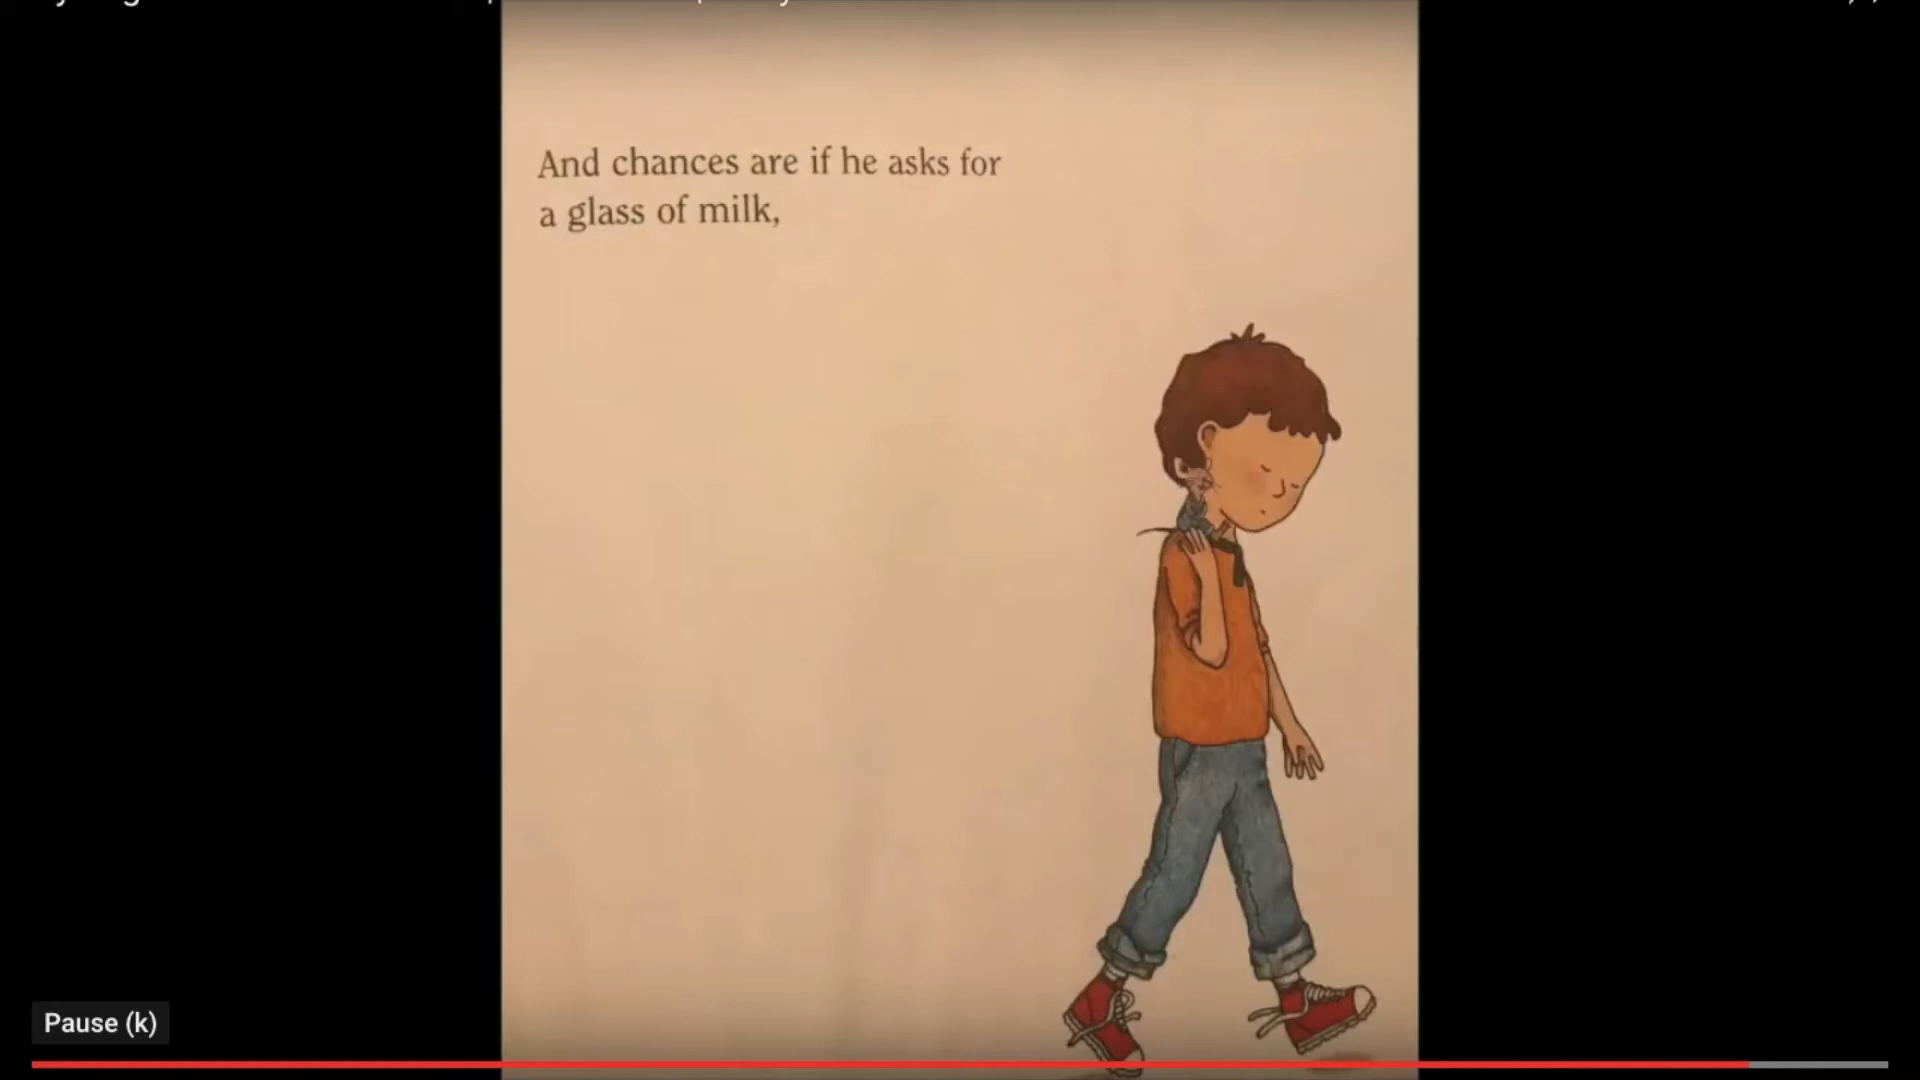 And chances are if he asks for
a glass of milk,
Pause (k)